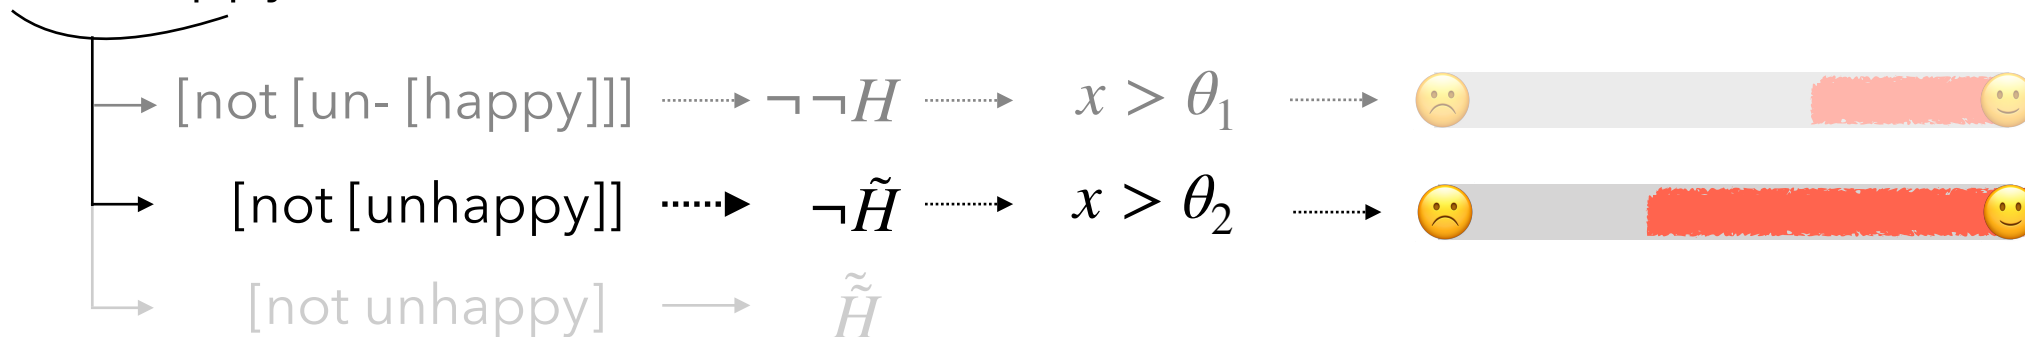 [not [un- [happy]]] ¬¬H x > θ₁
[not [unhappy]] ¬H̃ x > θ₂
[not unhappy] H̃̃